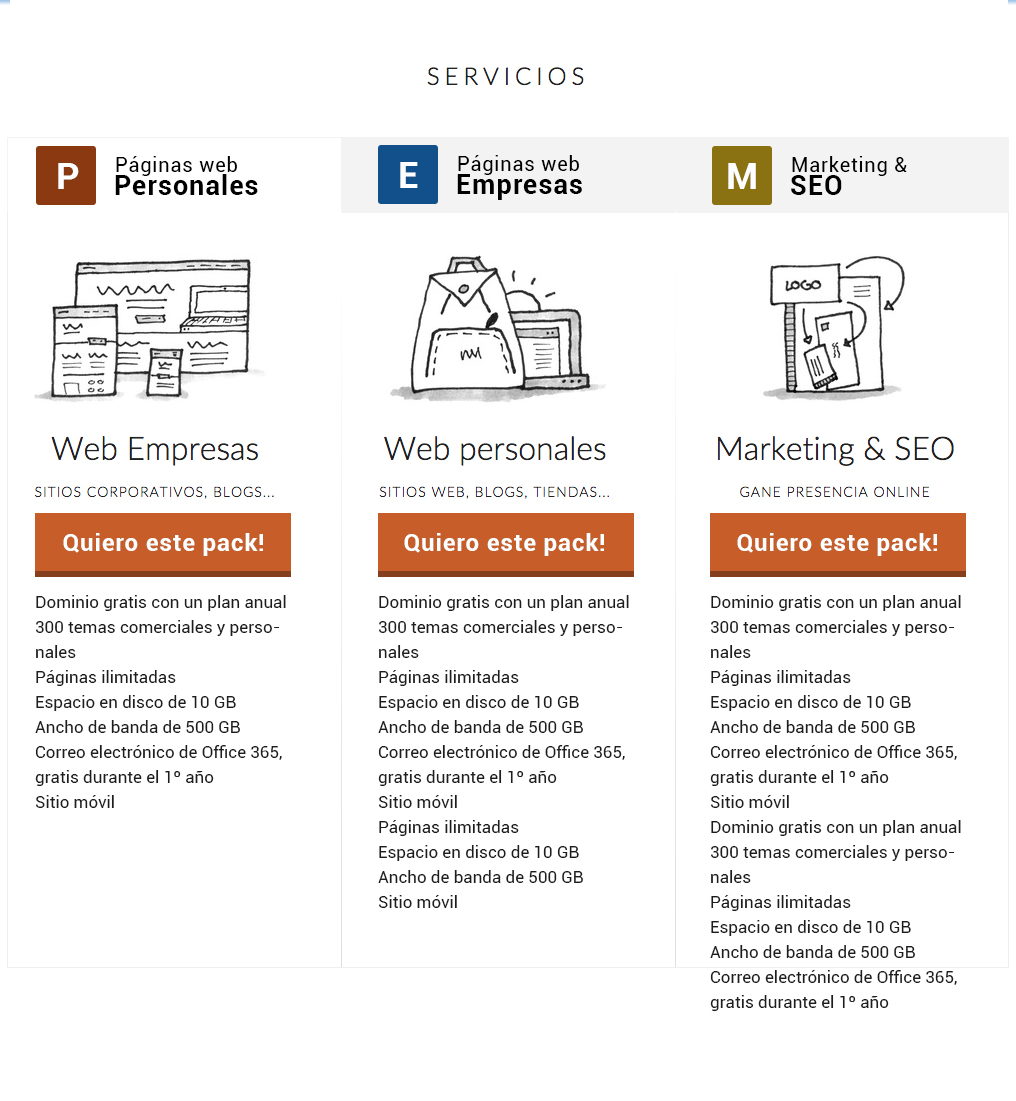 SERVICIOS
P
Páginas web
Personales
E
Páginas web
Empresas
M
Marketing &
SEO
LOGO
Web Empresas
SITIOS CORPORATIVOS, BLOGS...
Quiero este pack!
Dominio gratis con un plan anual
300 temas comerciales y perso-
nales
Páginas ilimitadas
Espacio en disco de 10 GB
Ancho de banda de 500 GB
Correo electrónico de Office 365,
gratis durante el 1º año
Sitio móvil
Web personales
SITIOS WEB, BLOGS, TIENDAS...
Quiero este pack!
Dominio gratis con un plan anual
300 temas comerciales y perso-
nales
Páginas ilimitadas
Espacio en disco de 10 GB
Ancho de banda de 500 GB
Correo electrónico de Office 365,
gratis durante el 1º año
Sitio móvil
Páginas ilimitadas
Espacio en disco de 10 GB
Ancho de banda de 500 GB
Sitio móvil
Marketing & SEO
GANE PRESENCIA ONLINE
Quiero este pack!
Dominio gratis con un plan anual
300 temas comerciales y perso-
nales
Páginas ilimitadas
Espacio en disco de 10 GB
Ancho de banda de 500 GB
Correo electrónico de Office 365,
gratis durante el 1º año
Sitio móvil
Dominio gratis con un plan anual
300 temas comerciales y perso-
nales
Páginas ilimitadas
Espacio en disco de 10 GB
Ancho de banda de 500 GB
Correo electrónico de Office 365,
gratis durante el 1º año